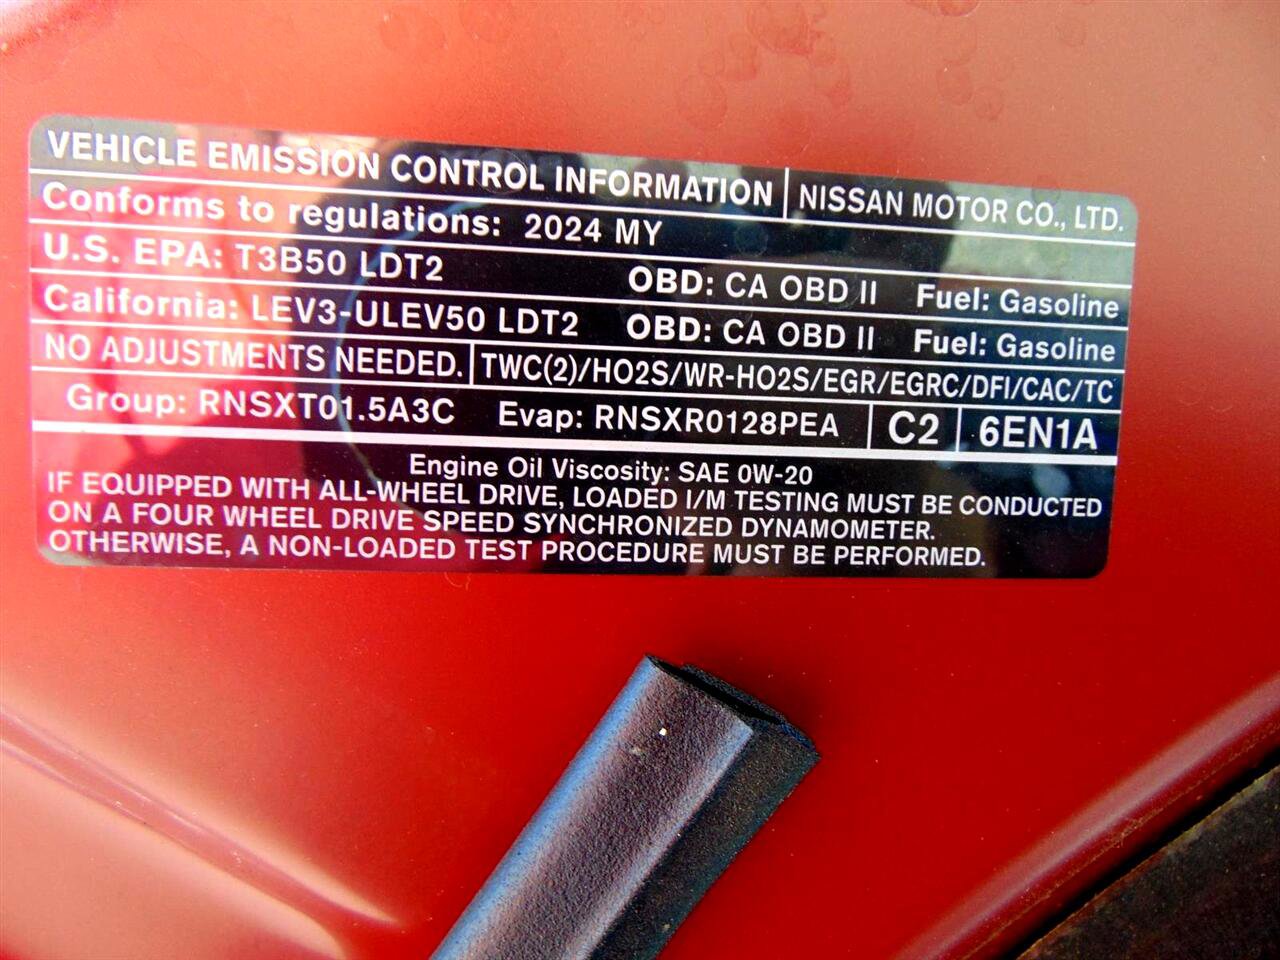 VEHICLE EMISSION CONTROL INFORMATION NISSAN MOTOR CO., LTD.
Conforms to regulations: 2024 MY
U.S. EPA: T3B50 LDT2 OBD: CA OBD II Fuel: Gasoline
California: LEV3-ULEV50 LDT2 OBD: CA OBD II Fuel: Gasoline
NO ADJUSTMENTS NEEDED. TWC(2)/HO2S/WR-HO2S/EGR/EGRC/DFI/CAC/TC
Group: RNSXT01.5A3C Evap: RNSXR0128PEA C2 6EN1A
Engine Oil Viscosity: SAE 0W-20
IF EQUIPPED WITH ALL-WHEEL DRIVE, LOADED I/M TESTING MUST BE CONDUCTED
ON A FOUR WHEEL DRIVE SPEED SYNCHRONIZED DYNAMOMETER.
OTHERWISE, A NON-LOADED TEST PROCEDURE MUST BE PERFORMED.